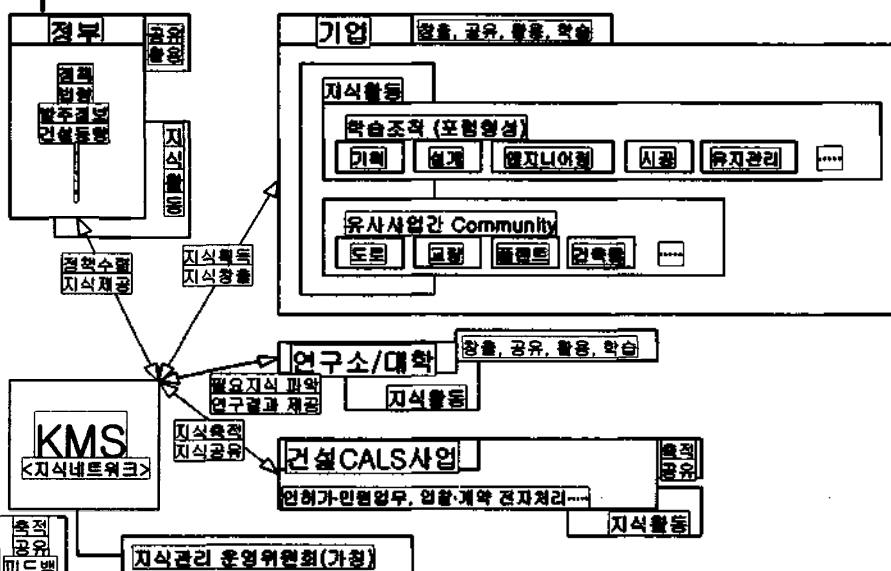 정부
공유
활용
정책
법령
발주정보
건설동향
지식활동
기업
창출, 공유, 활용, 학습
지식활동
학습조직 (포럼형성)
기획
설계
엔지니어링
시공
유지관리
.....
유사사업간 Community
도로
교량
플랜트
건축물
.....
정책수립
지식제공
지식획득
지식창출
연구소/대학
창출, 공유, 활용, 학습
지식활동
필요지식 파악
연구결과 제공
지식축적
지식공유
KMS
<지식네트워크>
건설CALS사업
축적
공유
인허가·민원업무, 입찰·계약 전자처리....
지식활동
축적
공유
피드백
지식관리 운영위원회(가칭)